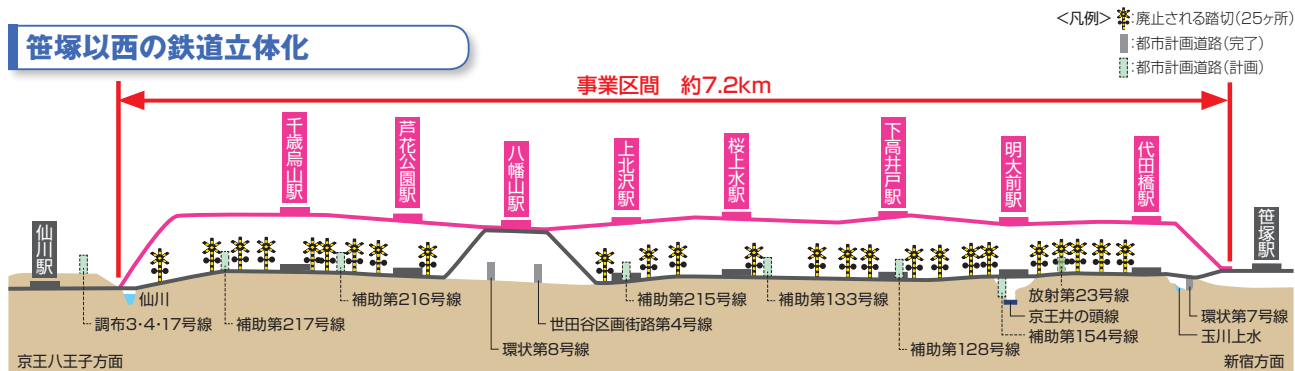 笹塚以西の鉄道立体化
<凡例>
:廃止される踏切(25ヶ所)
:都市計画道路(完了)
:都市計画道路(計画)
事業区間 約7.2km
仙川駅
千歳烏山駅
芦花公園駅
八幡山駅
上北沢駅
桜上水駅
下高井戸駅
明大前駅
代田橋駅
笹塚駅
仙川
調布3・4・17号線
補助第217号線
補助第216号線
環状第8号線
世田谷区画街路第4号線
補助第215号線
補助第133号線
補助第128号線
放射第23号線
京王井の頭線
補助第154号線
環状第7号線
玉川上水
京王八王子方面
新宿方面